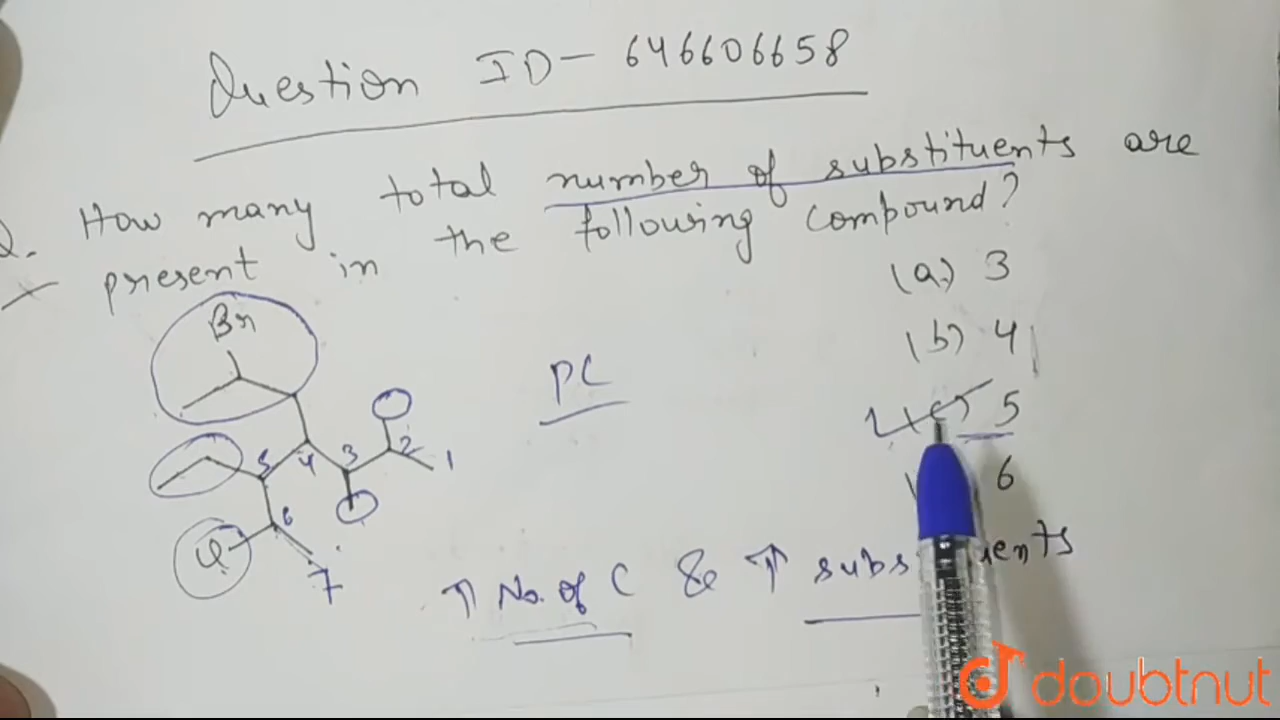 Question ID - 646606658
Q. How many total number of substituents are
present in the following compound?
(a.) 3
(b) 4
(c) 5
6
Br
PC
5
4
3
2
1
6
Cl
7
↑ No. of C & ↑ subs
ents
doubtnut